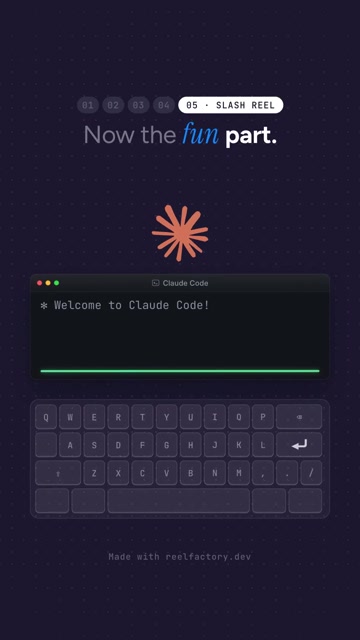 01 02 03 04 05 · SLASH REEL
Now the fun part.
Claude Code
✻ Welcome to Claude Code!
Q W E R T Y U I O P ⌫
A S D F G H J K L
⇧ Z X C V B N M , . /
Made with reelfactory.dev